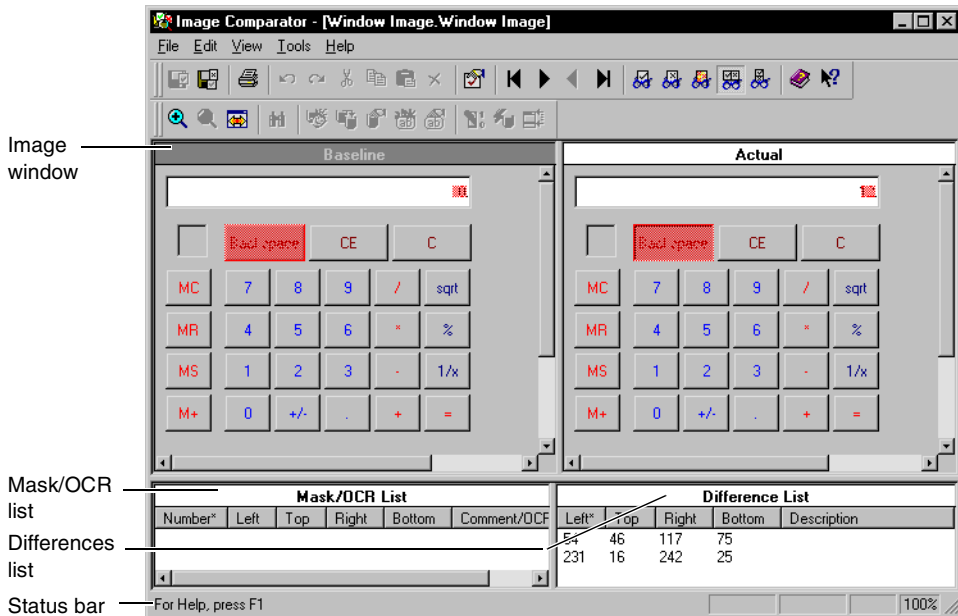 Image Comparator - [Window Image.Window Image]
File Edit View Tools Help
Image window
Baseline
0.
Backspace CE C
MC 7 8 9 / sqrt
MR 4 5 6 * %
MS 1 2 3 - 1/x
M+ 0 +/- . + =
Actual
Backspace CE C
MC 7 8 9 / sqrt
MR 4 5 6 * %
MS 1 2 3 - 1/x
M+ 0 +/- . + =
Mask/OCR list
Mask/OCR List
Number* Left Top Right Bottom Comment/OCR
Differences list
Difference List
Left* Top Right Bottom Description
54 46 117 75
231 16 242 25
Status bar
For Help, press F1
100%